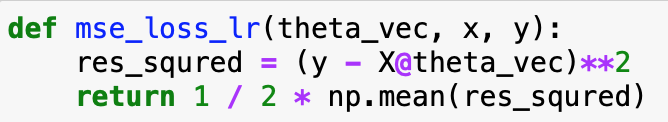 def mse_loss_lr(theta_vec, x, y):
    res_squred = (y - X@theta_vec)**2
    return 1 / 2 * np.mean(res_squred)